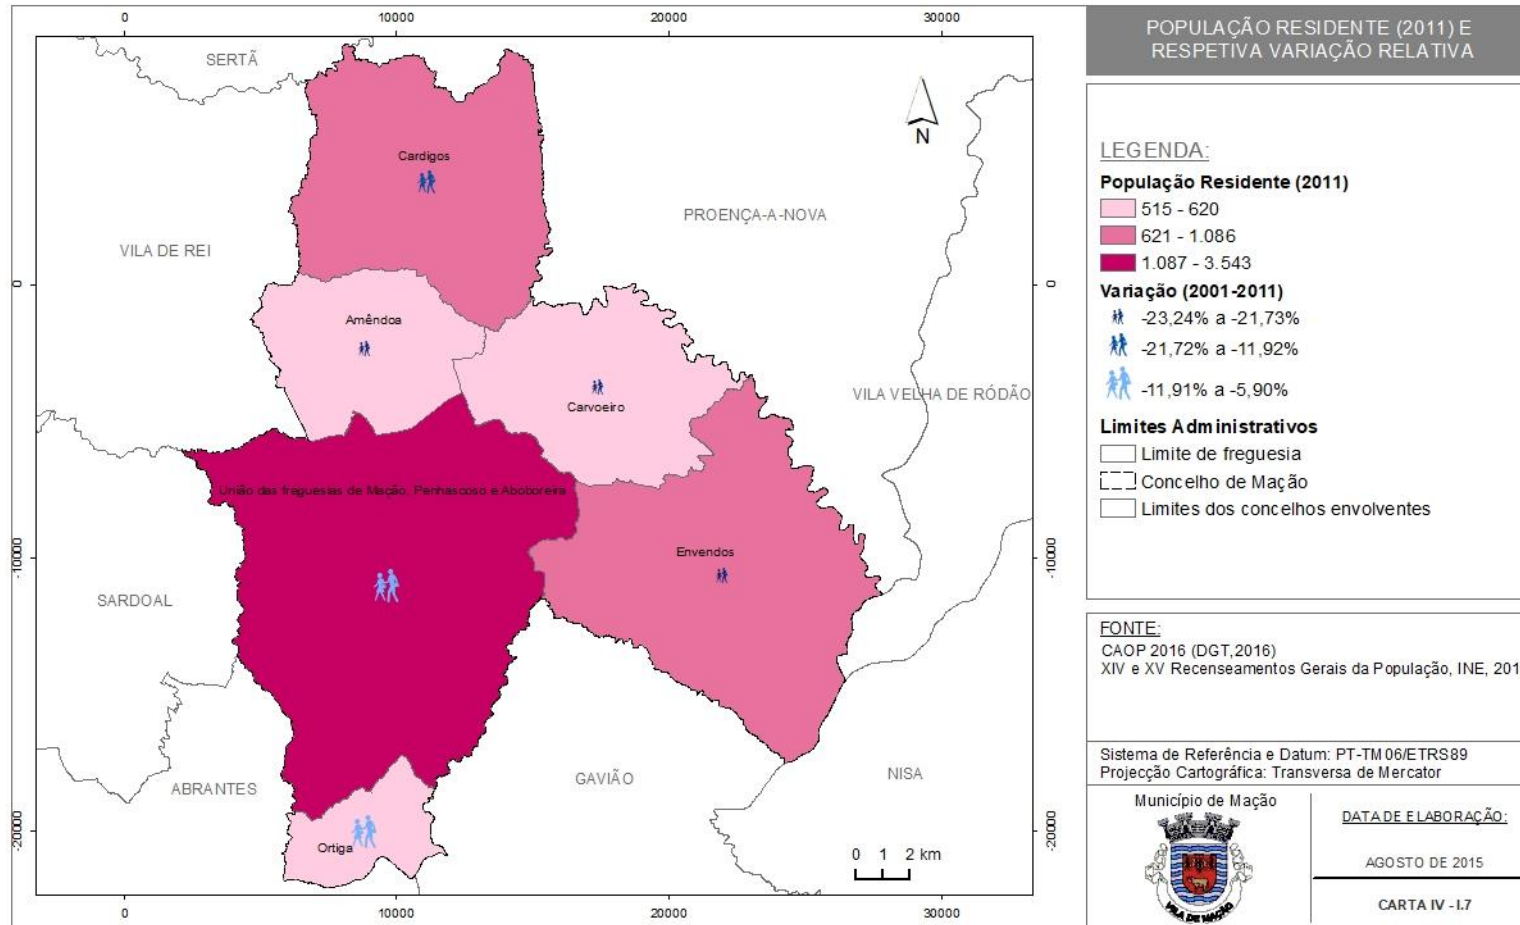 0 10000 20000 30000
SERTÃ
N
Cardigos
PROENÇA-A-NOVA
VILA DE REI
0
0
Amêndoa
Carvoeiro
VILA VELHA DE RÓDÃO
União das freguesias de Mação, Penhascoso e Aboboreira
-10000
-10000
Envendos
SARDOAL
ABRANTES
GAVIÃO
NISA
-20000
-20000
Ortiga
0 1 2 km
0 10000 20000 30000
POPULAÇÃO RESIDENTE (2011) E
RESPETIVA VARIAÇÃO RELATIVA
LEGENDA:
População Residente (2011)
515 - 620
621 - 1.086
1.087 - 3.543
Variação (2001-2011)
-23,24% a -21,73%
-21,72% a -11,92%
-11,91% a -5,90%
Limites Administrativos
Limite de freguesia
Concelho de Mação
Limites dos concelhos envolventes
FONTE:
CAOP 2016 (DGT,2016)
XIV e XV Recenseamentos Gerais da População, INE, 201
Sistema de Referência e Datum: PT-TM06/ETRS89
Projecção Cartográfica: Transversa de Mercator
Município de Mação
VILA DE MAÇÃO
DATA DE ELABORAÇÃO:
AGOSTO DE 2015
CARTA IV - I.7